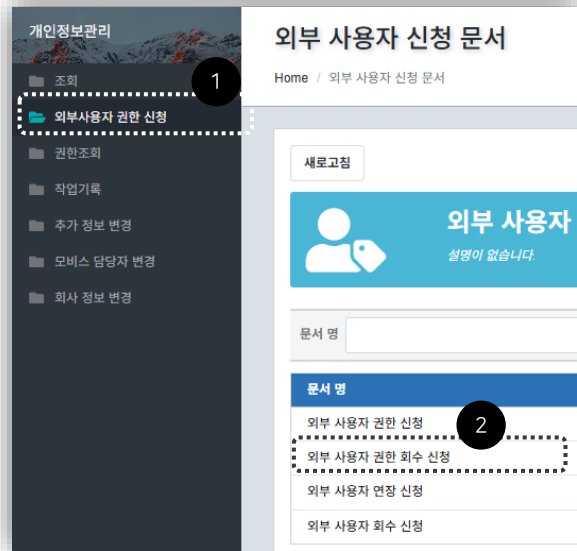 개인정보관리
조회
1
외부사용자 권한 신청
권한조회
작업기록
추가 정보 변경
모비스 담당자 변경
회사 정보 변경
외부 사용자 신청 문서
Home / 외부 사용자 신청 문서
새로고침
외부 사용자
설명이 없습니다.
문서 명
문서 명
외부 사용자 권한 신청
2
외부 사용자 권한 회수 신청
외부 사용자 연장 신청
외부 사용자 회수 신청